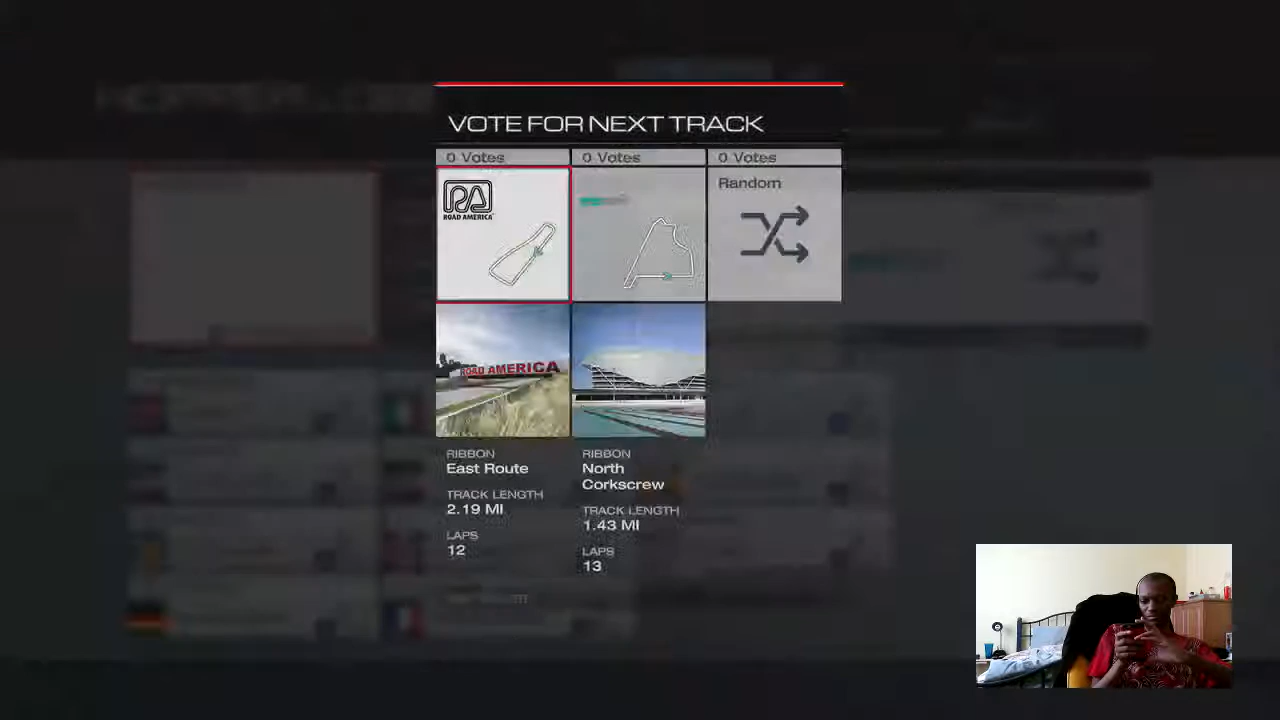 VOTE FOR NEXT TRACK
0 Votes
0 Votes
0 Votes
RA
ROAD AMERICA
Random
ROAD AMERICA
RIBBON
East Route
TRACK LENGTH
2.19 MI
LAPS
12
RIBBON
North
Corkscrew
TRACK LENGTH
1.43 MI
LAPS
13